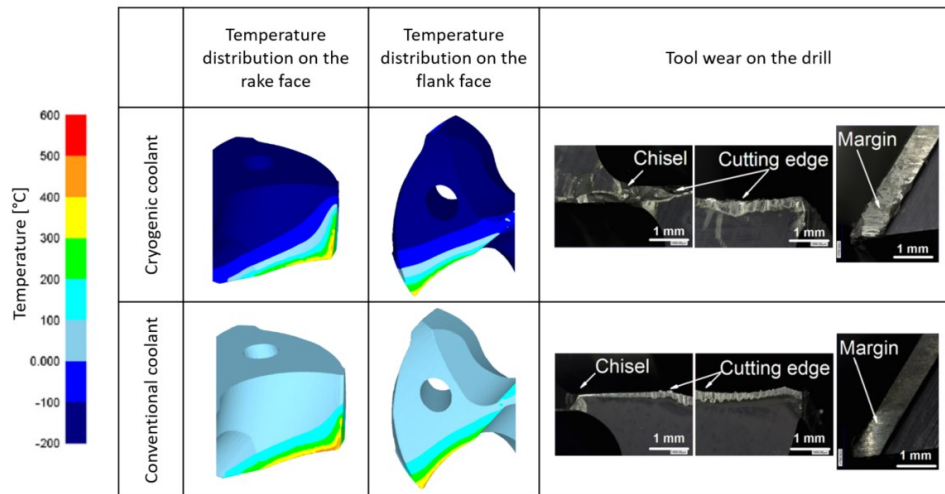 Temperature
distribution on the
rake face
Temperature
distribution on the
flank face
Tool wear on the drill
Temperature [°C]
600
500
400
300
200
100
0.000
-100
-200
Cryogenic coolant
Chisel
Cutting edge
1 mm
1 mm
Margin
1 mm
Conventional coolant
Chisel
Cutting edge
1 mm
1 mm
Margin
1 mm